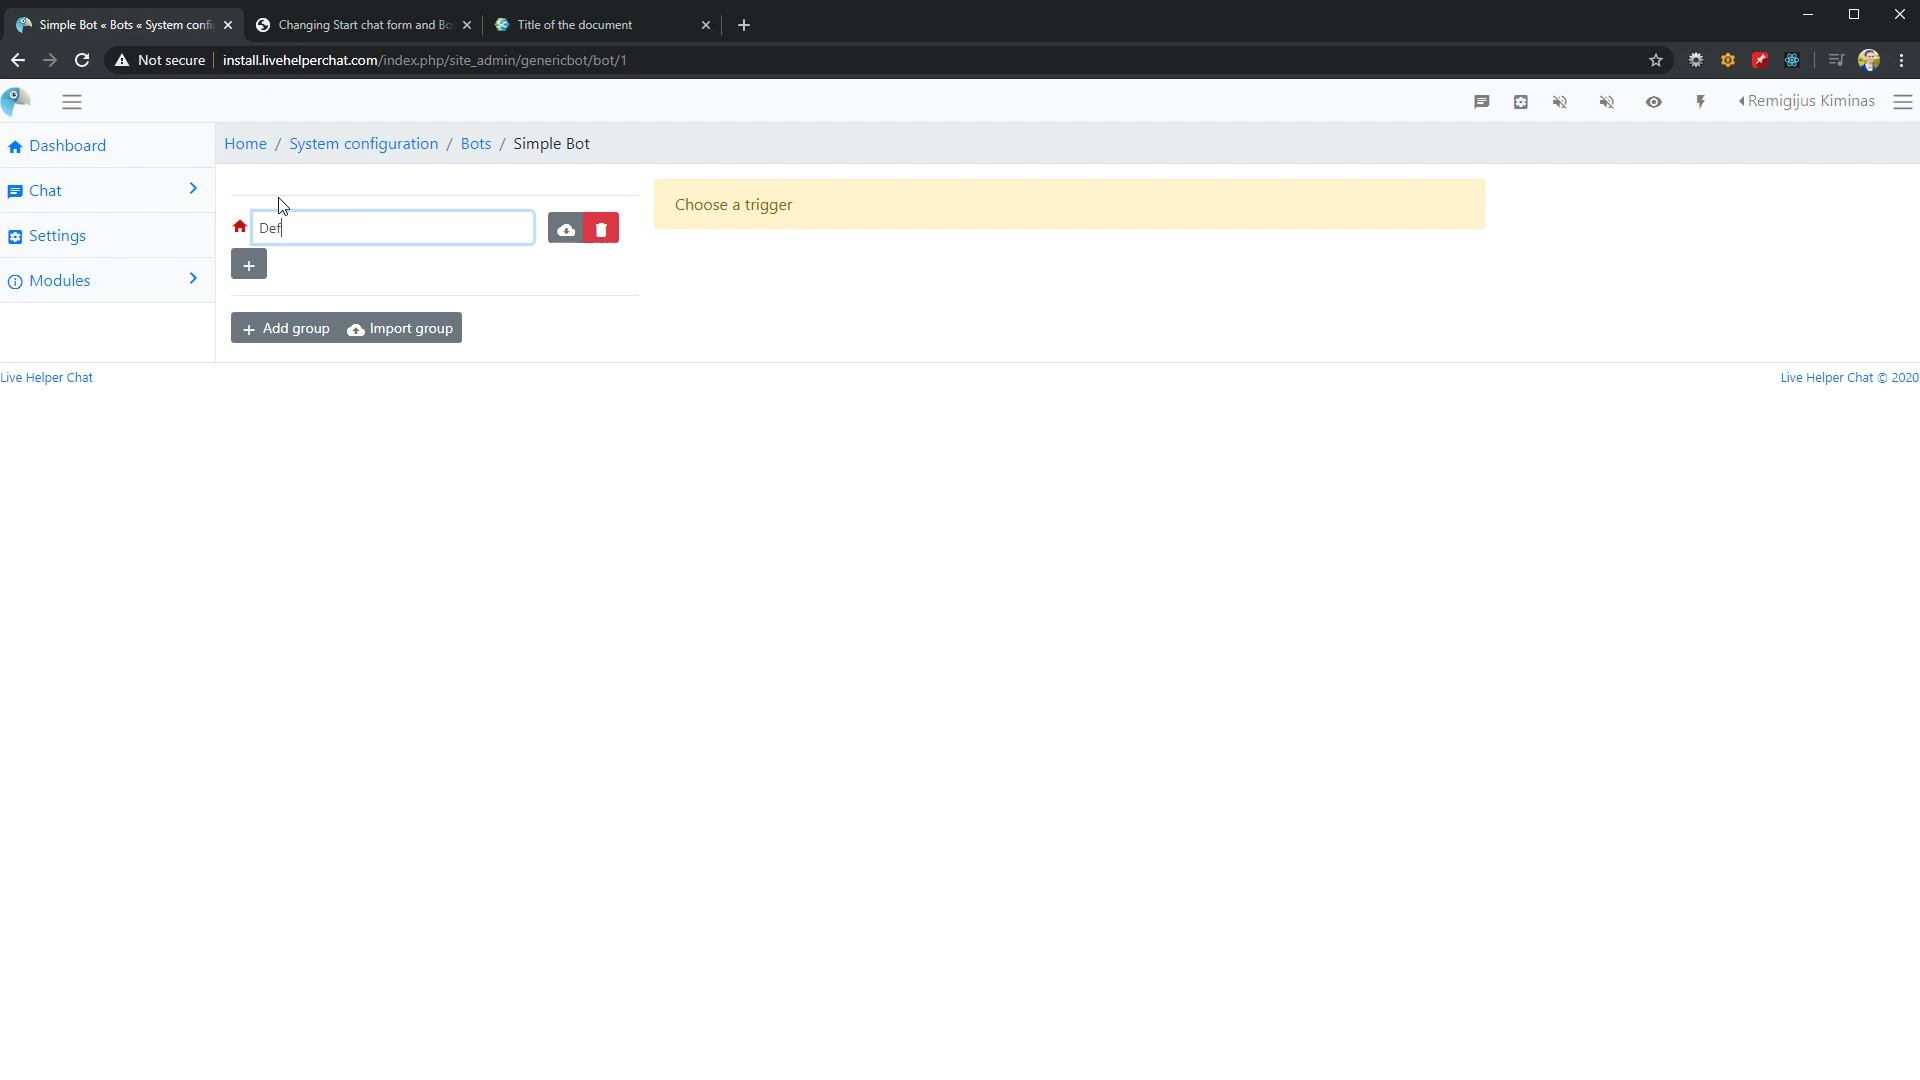 Simple Bot « Bots « System confi
Changing Start chat form and Bo
Title of the document
Not secure
install.livehelperchat.com/index.php/site_admin/genericbot/bot/1
Remigijus Kiminas
Dashboard
Chat
Settings
Modules
Home / System configuration / Bots / Simple Bot
Def
Choose a trigger
+ Add group
Import group
Live Helper Chat
Live Helper Chat © 2020